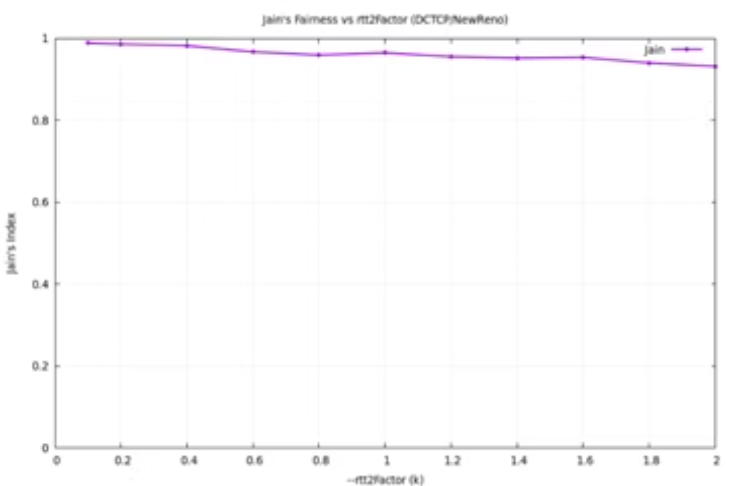 Jain's Fairness vs rtt2Factor (DCTCP/NewReno)
Jain
1
0.8
0.6
0.4
0.2
0
Jain's Index
0 0.2 0.4 0.6 0.8 1 1.2 1.4 1.6 1.8 2
--rtt2Factor (k)